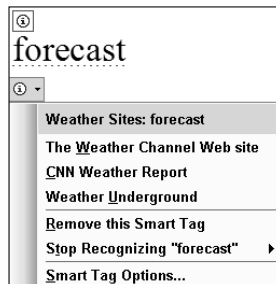 forecast
Weather Sites: forecast
The Weather Channel Web site
CNN Weather Report
Weather Underground
Remove this Smart Tag
Stop Recognizing "forecast"
Smart Tag Options...